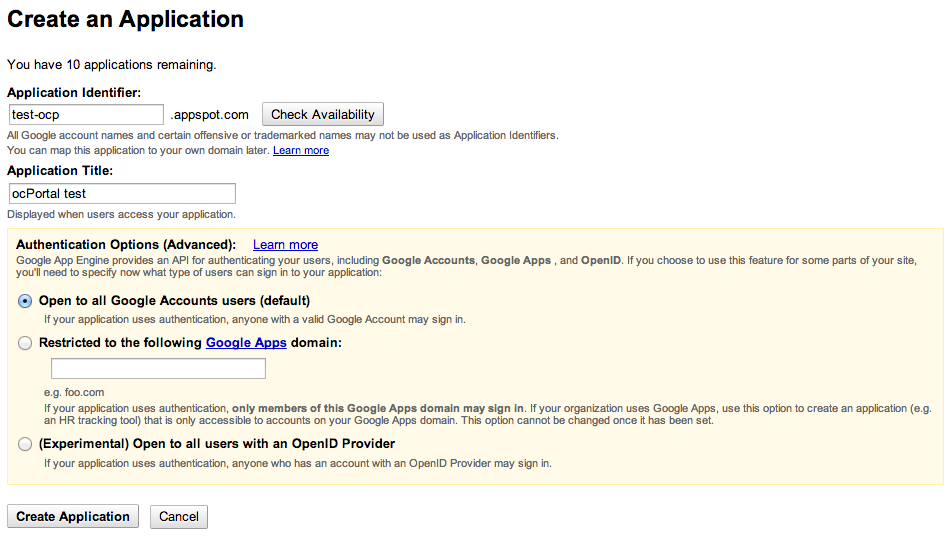 Create an Application
You have 10 applications remaining.
Application Identifier:
test-ocp .appspot.com Check Availability
All Google account names and certain offensive or trademarked names may not be used as Application Identifiers.
You can map this application to your own domain later. Learn more
Application Title:
ocPortal test
Displayed when users access your application.
Authentication Options (Advanced): Learn more
Google App Engine provides an API for authenticating your users, including Google Accounts, Google Apps , and OpenID. If you choose to use this feature for some parts of your site,
you'll need to specify now what type of users can sign in to your application:
Open to all Google Accounts users (default)
If your application uses authentication, anyone with a valid Google Account may sign in.
Restricted to the following Google Apps domain:
e.g. foo.com
If your application uses authentication, only members of this Google Apps domain may sign in. If your organization uses Google Apps, use this option to create an application (e.g.
an HR tracking tool) that is only accessible to accounts on your Google Apps domain. This option cannot be changed once it has been set.
(Experimental) Open to all users with an OpenID Provider
If your application uses authentication, anyone who has an account with an OpenID Provider may sign in.
Create Application Cancel